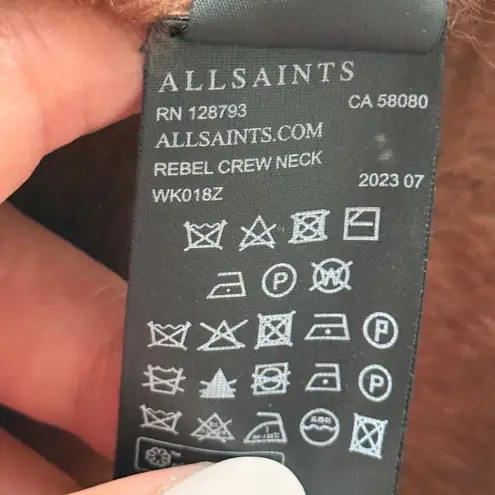 ALLSAINTS
RN 128793 CA 58080
ALLSAINTS.COM
REBEL CREW NECK
WK018Z 2023 07
P W
P
P